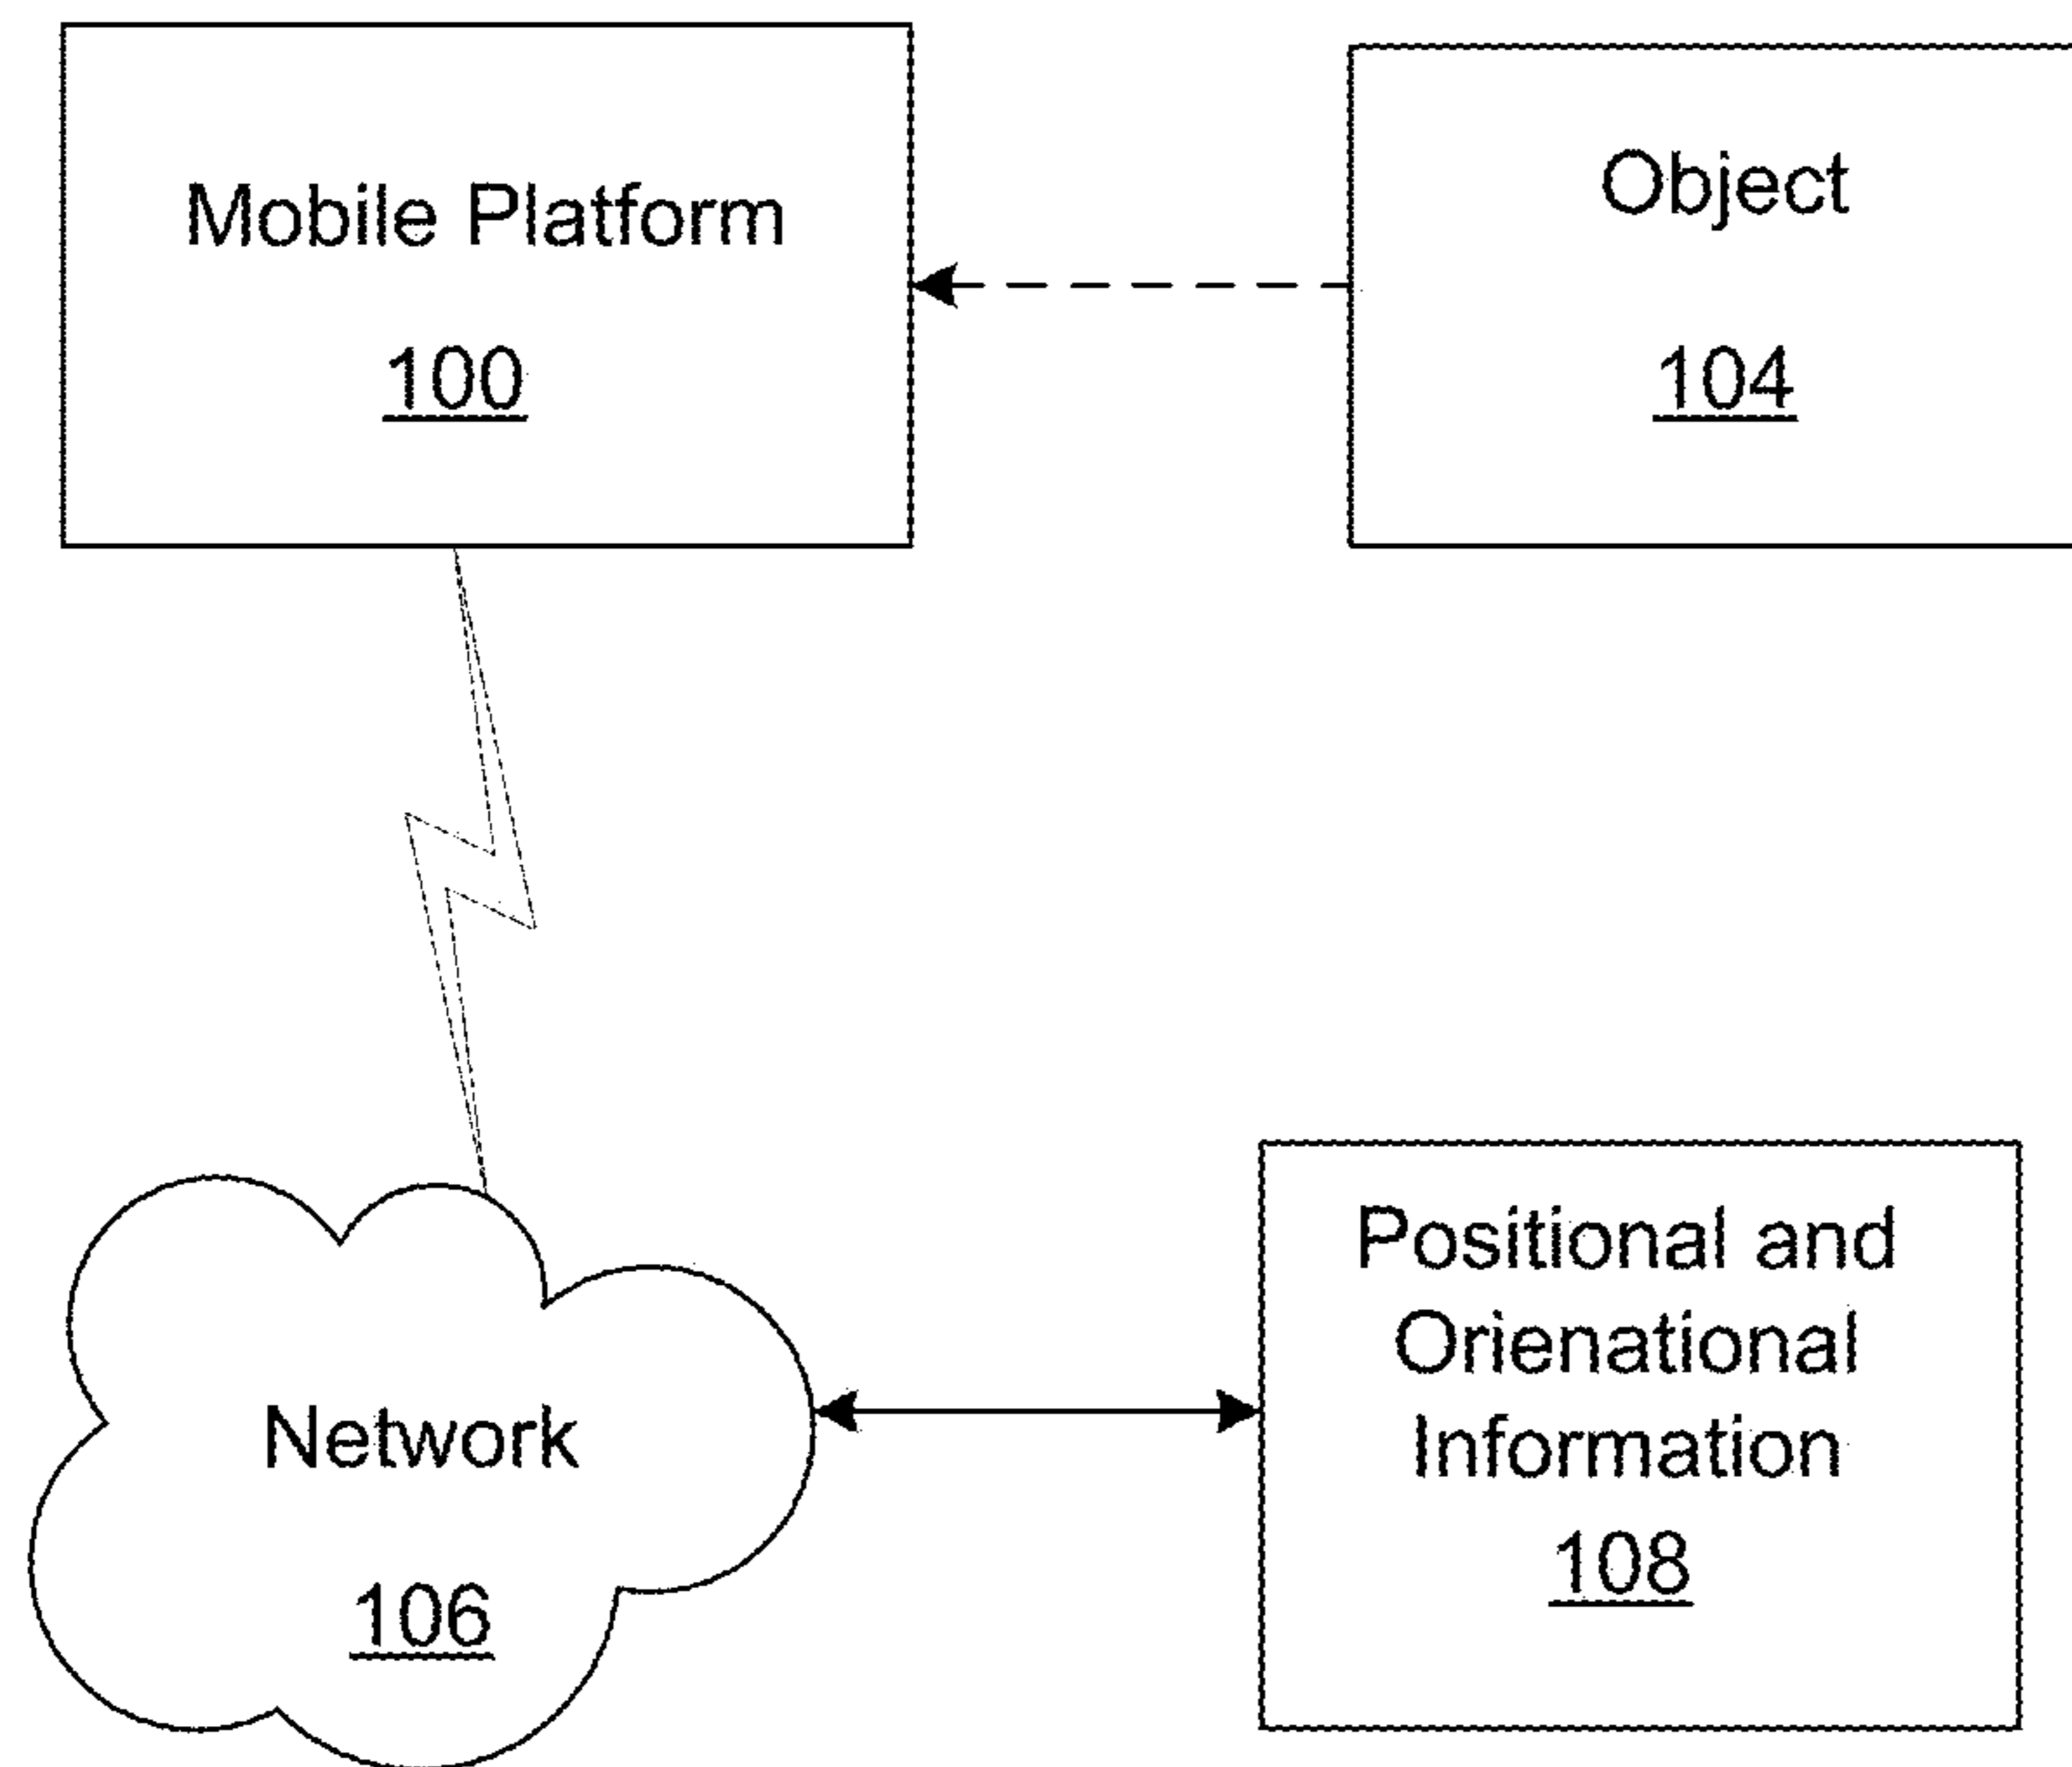 Mobile Platform
100
Object
104
Network
106
Positional and
Orienational
Information
108